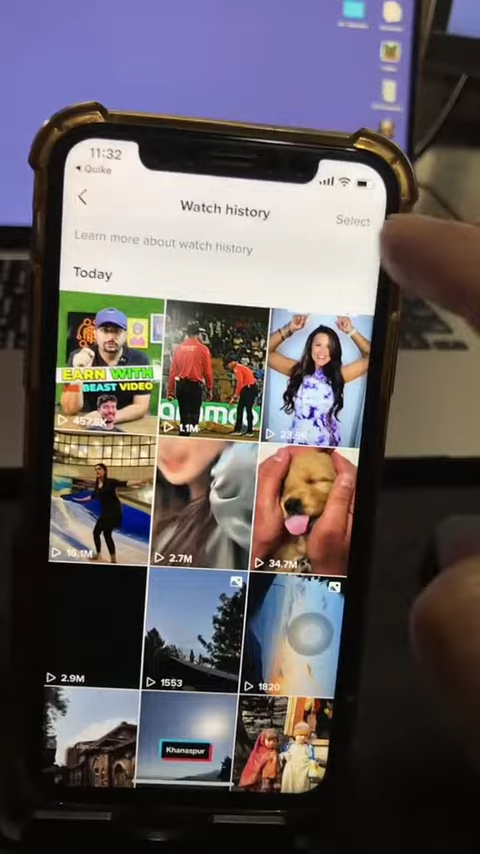 11:32
Quike
Watch history
Select
Learn more about watch history
Today
EARN WITH
BEAST VIDEO
1.1M
16.1M
2.7M
34.7M
2.9M
1553
1820
Khanaspur